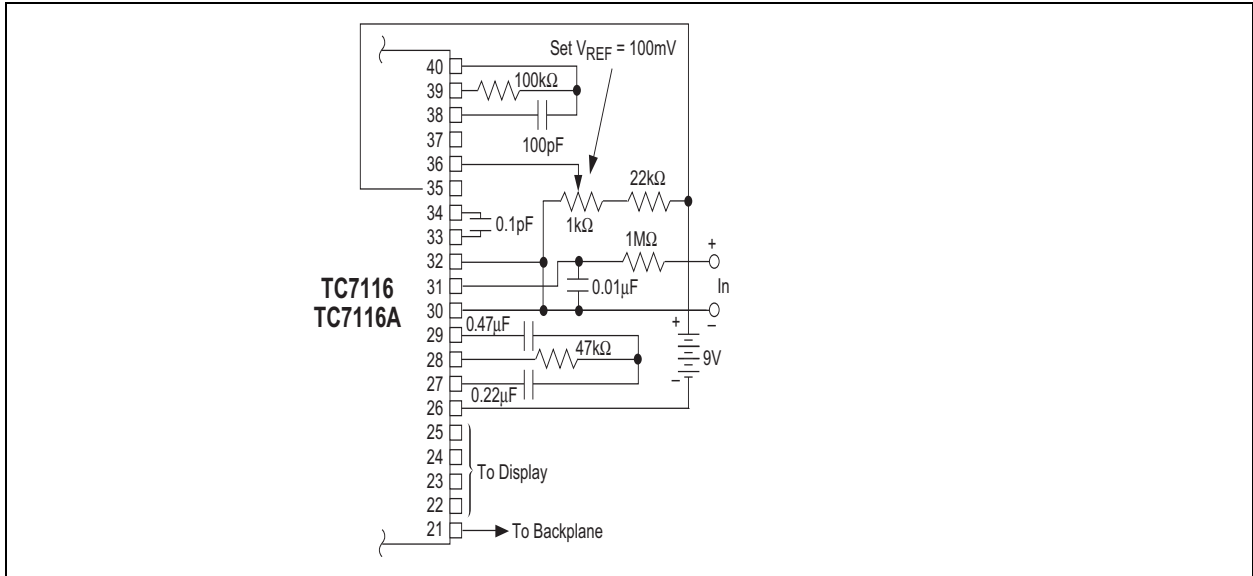 Set VREF = 100mV
40
39
100kΩ
38
100pF
37
36
35
22kΩ
34
0.1pF
33
1kΩ
32
1MΩ
+
31
0.01μF
In
TC7116
TC7116A
30
–
29
0.47μF
+
28
47kΩ
9V
27
0.22μF
–
26
25
24
To Display
23
22
21
To Backplane